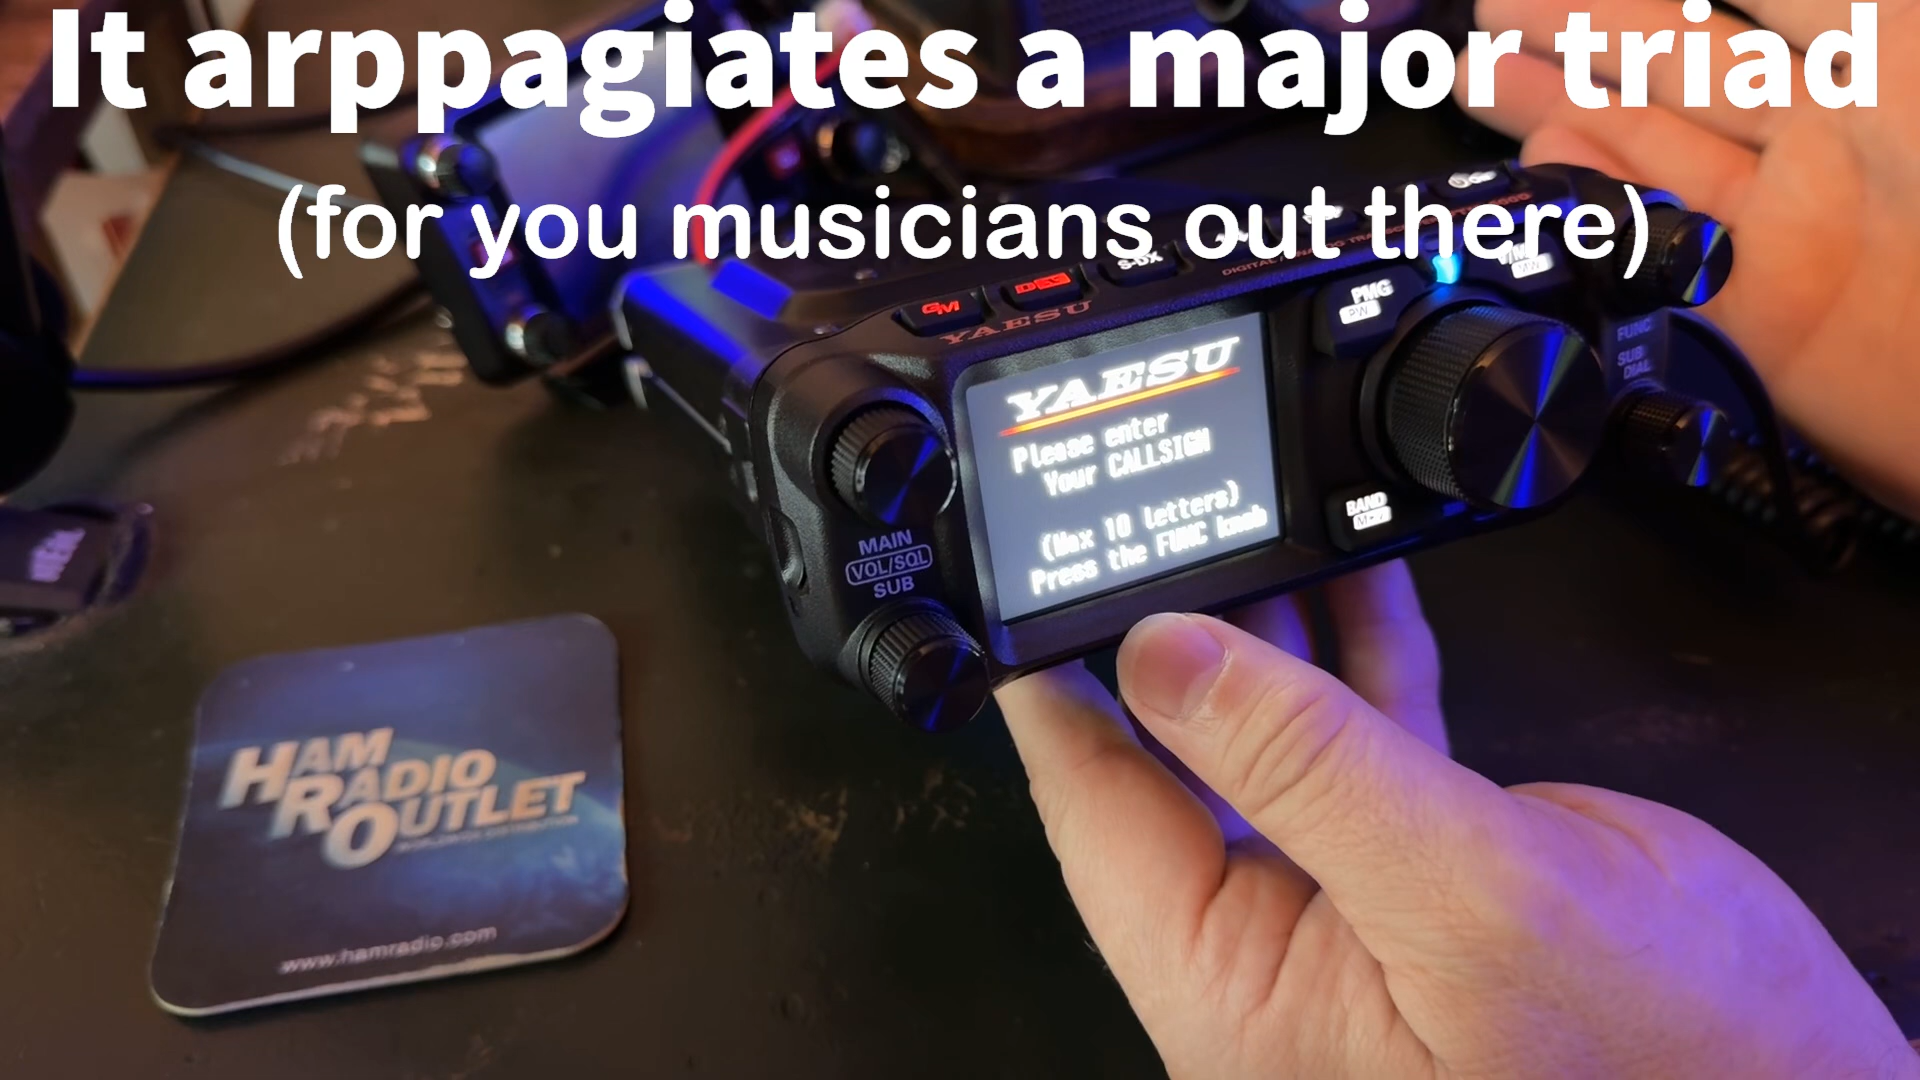 It arppagiates a major triad
(for you musicians out there)
GM
S-DX
YAESU
PMG
PW
FUNC
SUB
DIAL
YAESU
Please enter
Your CALLSIGN
(Max 10 letters)
Press the FUNC knob
BAND
MAIN
VOL/SQL
SUB
HAM
RADIO
OUTLET
www.hamradio.com